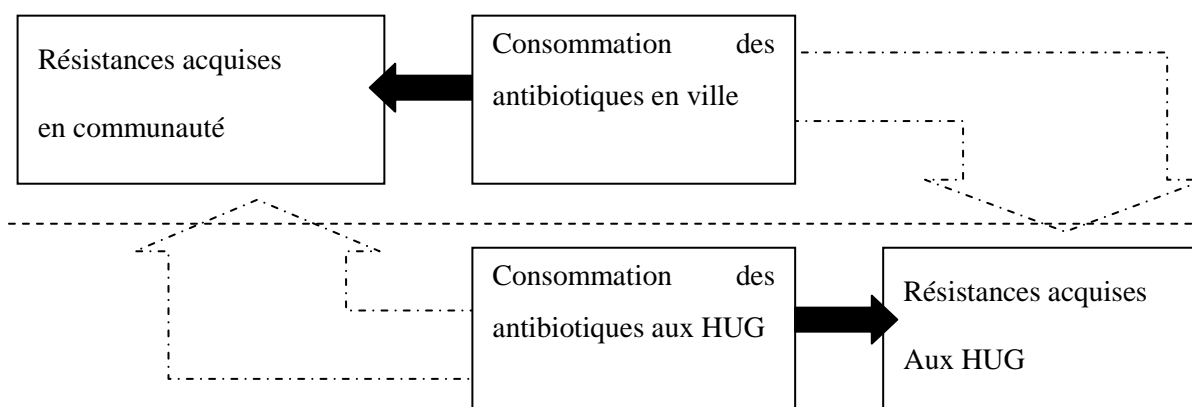 Résistances acquises
en communauté
Consommation des
antibiotiques en ville
Consommation des
antibiotiques aux HUG
Résistances acquises
Aux HUG